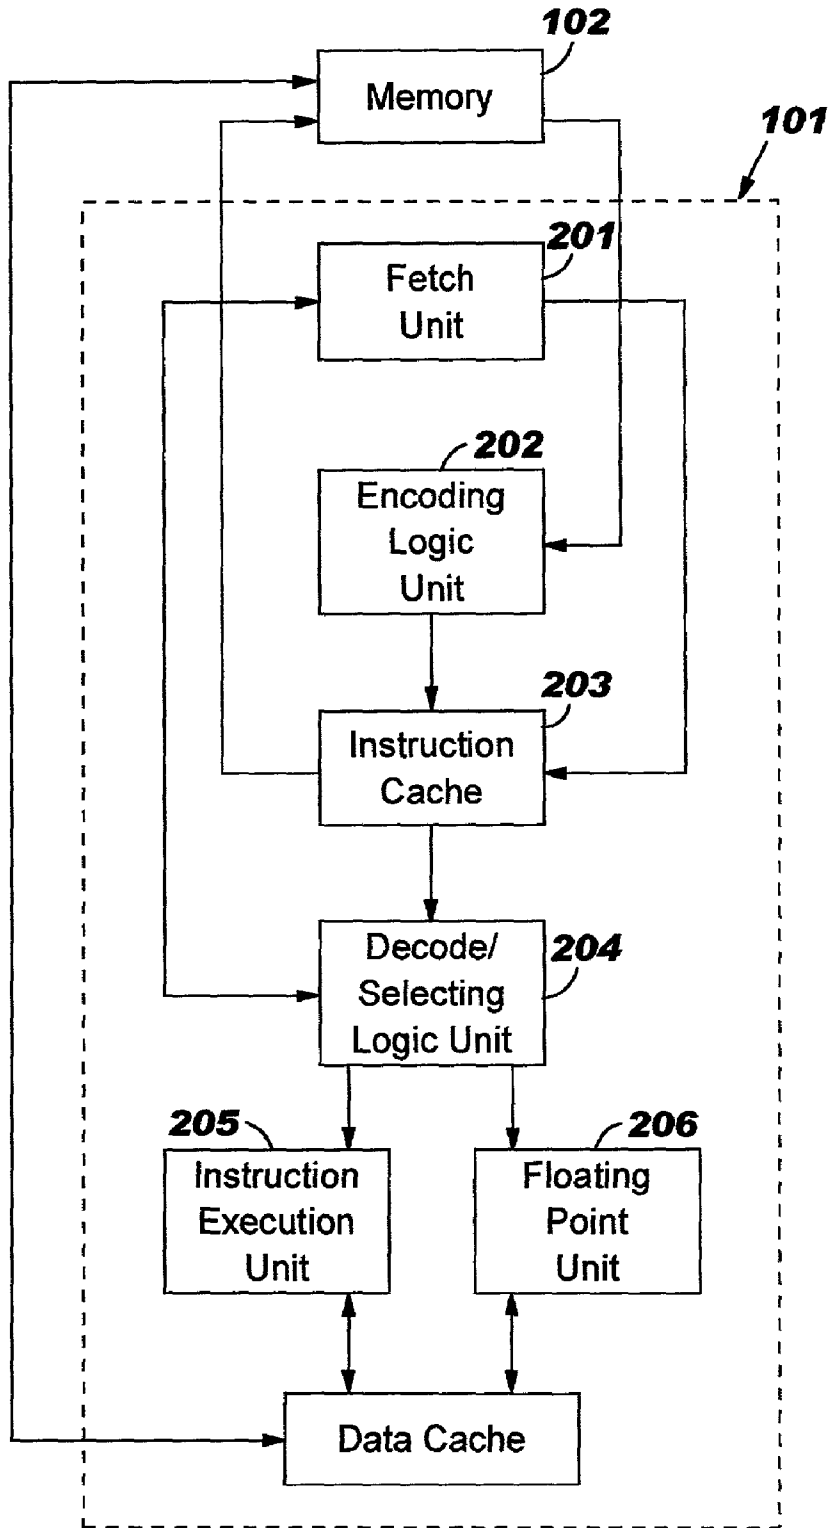 102
Memory
101
201
Fetch
Unit
202
Encoding
Logic
Unit
203
Instruction
Cache
Decode/
Selecting
Logic Unit
204
205
Instruction
Execution
Unit
206
Floating
Point
Unit
Data Cache